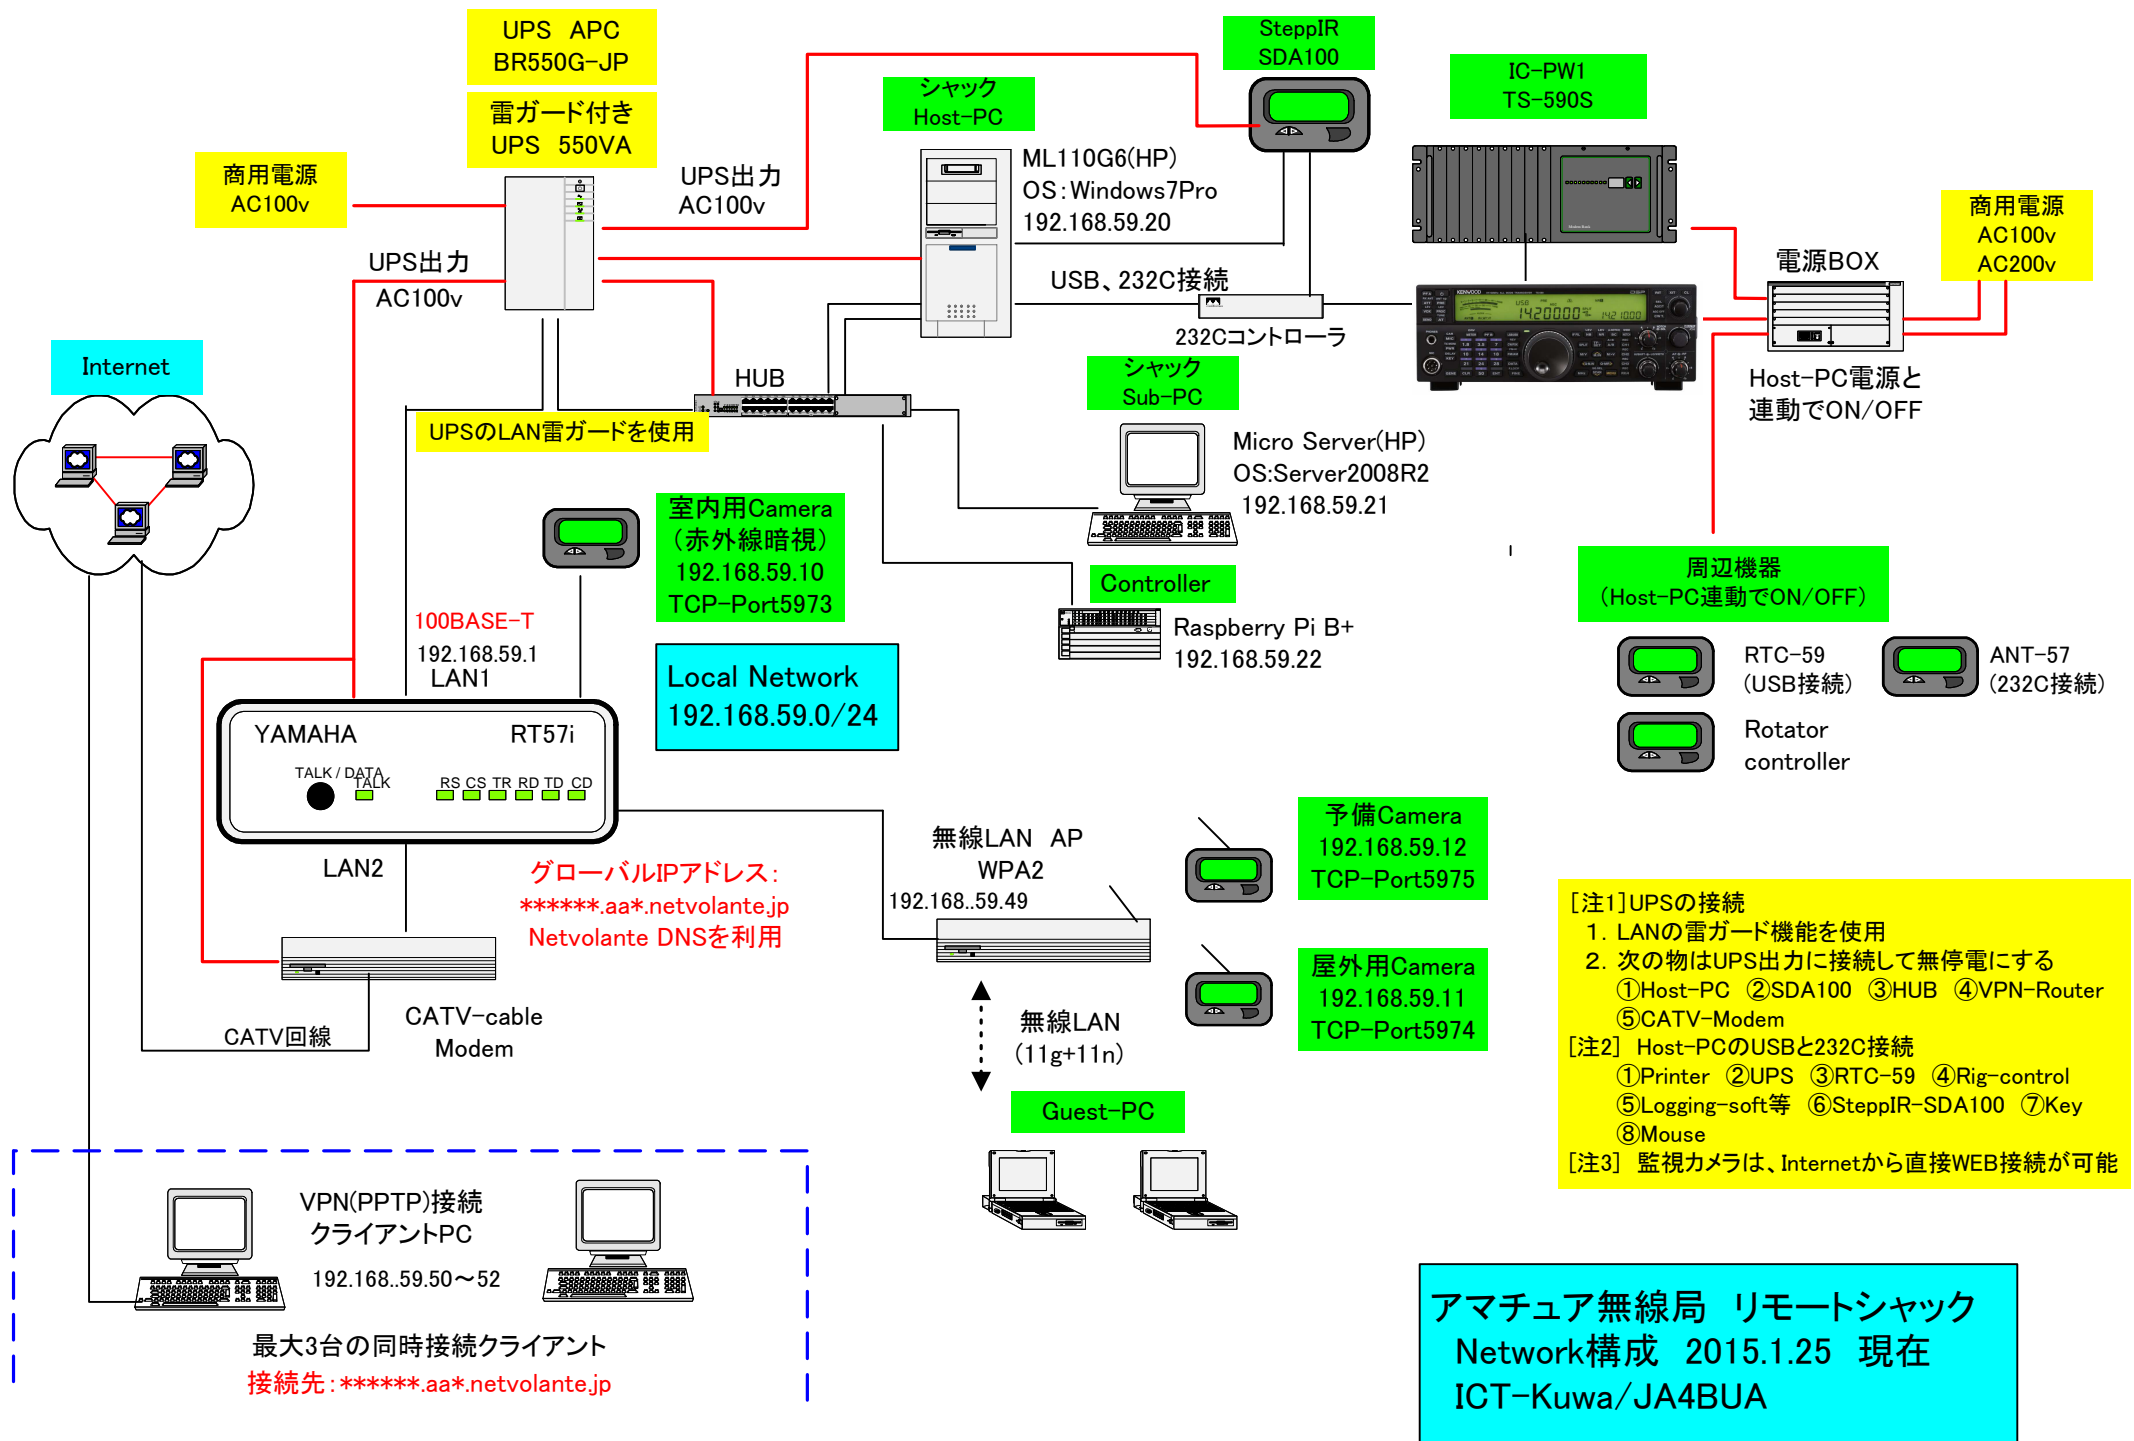 UPS APC
BR550G-JP
雷ガード付き
UPS 550VA
商用電源
AC100v
UPS出力
AC100v
UPS出力
AC100v
シャック
Host-PC
ML110G6(HP)
OS:Windows7Pro
192.168.59.20
USB、232C接続
232Cコントローラ
SteppIR
SDA100
IC-PW1
TS-590S
KENWOOD
14.200.00
14.210.00
電源BOX
商用電源
AC100v
AC200v
Host-PC電源と
連動でON/OFF
Internet
HUB
UPSのLAN雷ガードを使用
シャック
Sub-PC
Micro Server(HP)
OS:Server2008R2
192.168.59.21
室内用Camera
(赤外線暗視)
192.168.59.10
TCP-Port5973
Controller
Raspberry Pi B+
192.168.59.22
周辺機器
(Host-PC連動でON/OFF)
RTC-59
(USB接続)
ANT-57
(232C接続)
Rotator
controller
100BASE-T
192.168.59.1
LAN1
Local Network
192.168.59.0/24
YAMAHA RT57i
TALK / DATA
TALK
RS CS TR RD TD CD
LAN2
グローバルIPアドレス:
******.aa*.netvolante.jp
Netvolante DNSを利用
無線LAN AP
WPA2
192.168..59.49
予備Camera
192.168.59.12
TCP-Port5975
屋外用Camera
192.168.59.11
TCP-Port5974
CATV回線
CATV-cable
Modem
無線LAN
(11g+11n)
Guest-PC
[注1]UPSの接続
1. LANの雷ガード機能を使用
2. 次の物はUPS出力に接続して無停電にする
①Host-PC ②SDA100 ③HUB ④VPN-Router
⑤CATV-Modem
[注2] Host-PCのUSBと232C接続
①Printer ②UPS ③RTC-59 ④Rig-control
⑤Logging-soft等 ⑥SteppIR-SDA100 ⑦Key
⑧Mouse
[注3] 監視カメラは、Internetから直接WEB接続が可能
VPN(PPTP)接続
クライアントPC
192.168..59.50～52
最大3台の同時接続クライアント
接続先:******.aa*.netvolante.jp
アマチュア無線局 リモートシャック
Network構成 2015.1.25 現在
ICT-Kuwa/JA4BUA